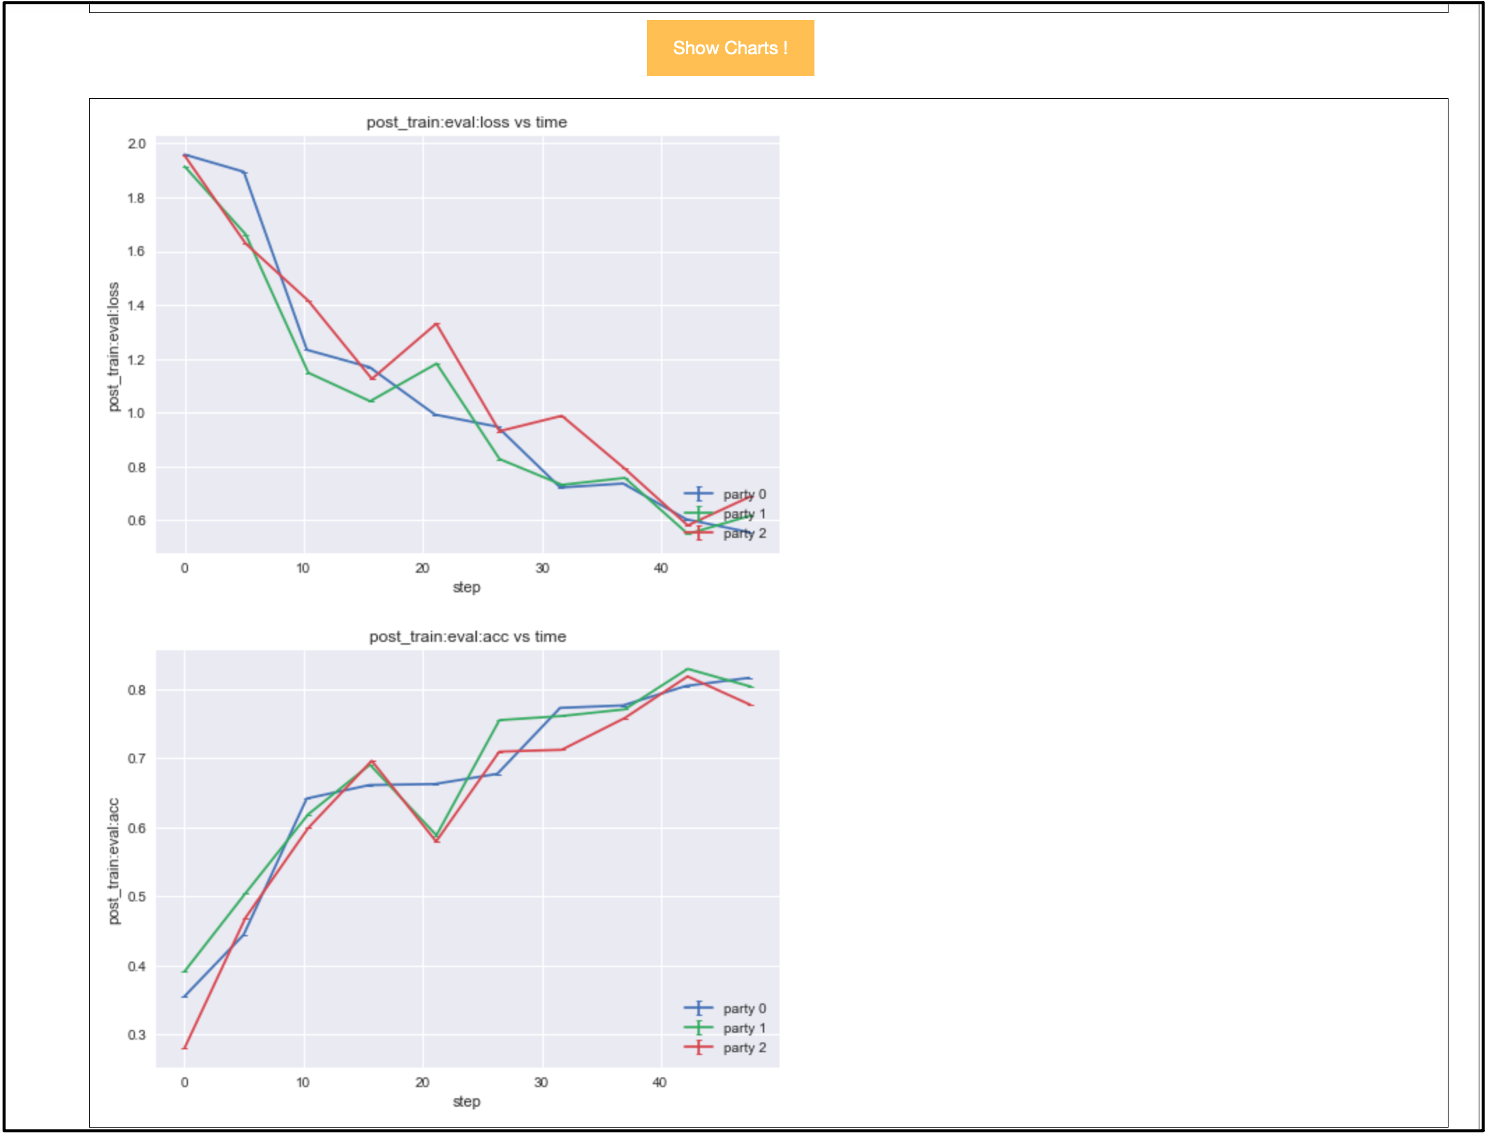 Show Charts !
post_train:eval:loss vs time
post_train:eval:loss
2.0
1.8
1.6
1.4
1.2
1.0
0.8
0.6
party 0
party 1
party 2
0 10 20 30 40
step
post_train:eval:acc vs time
post_train:eval:acc
0.8
0.7
0.6
0.5
0.4
0.3
party 0
party 1
party 2
0 10 20 30 40
step